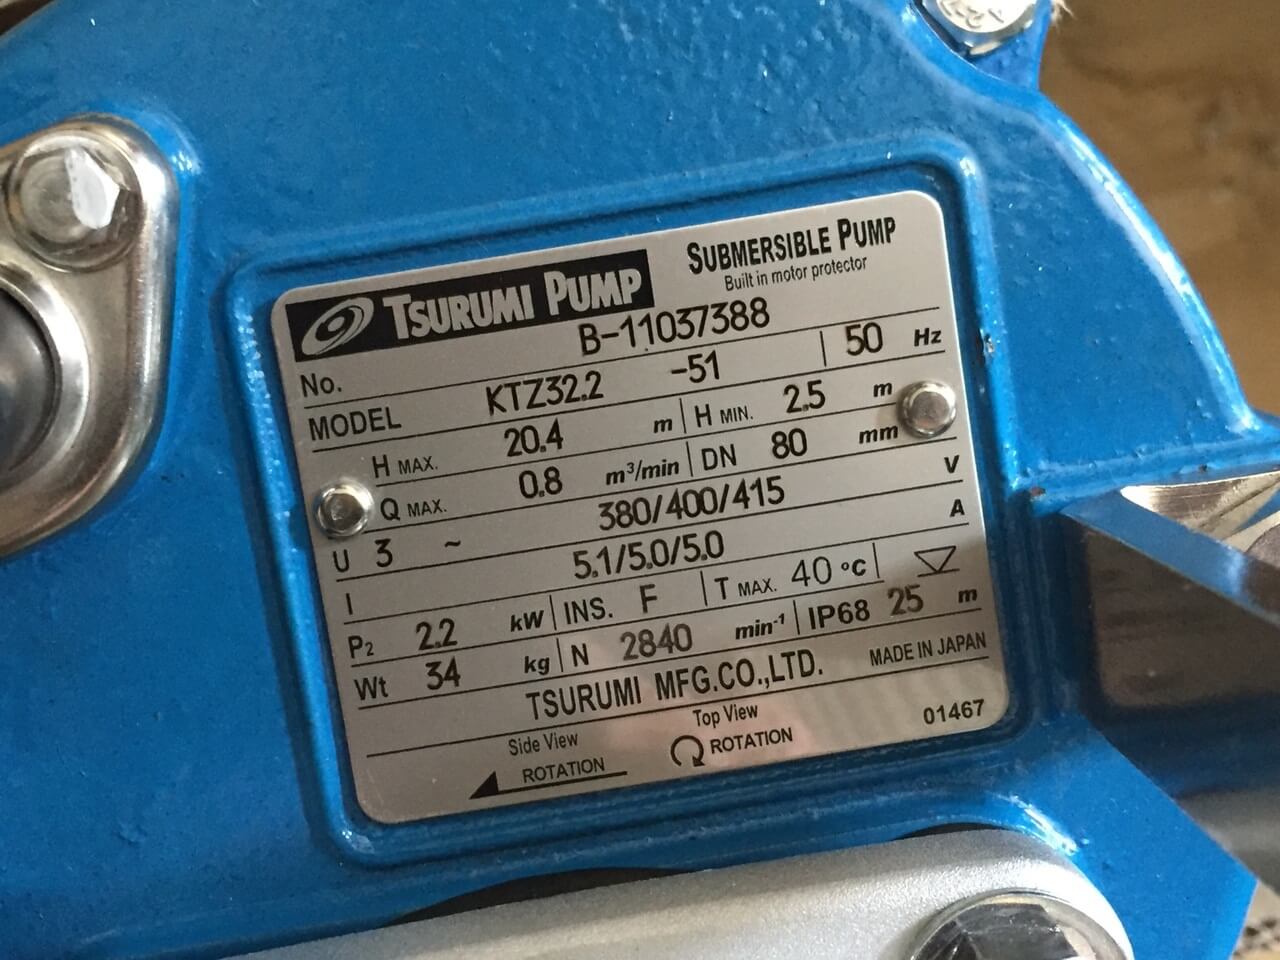 TSURUMI PUMP
SUBMERSIBLE PUMP
Built in motor protector
No. B-11037388
MODEL KTZ32.2 -51 50 Hz
H MAX. 20.4 m H MIN. 2.5 m
Q MAX. 0.8 m³/min DN 80 mm
U 3 ~ 380/400/415 V
I 5.1/5.0/5.0 A
P2 2.2 kW INS. F T MAX. 40 °C
Wt 34 kg N 2840 min-1 IP68 25 m
TSURUMI MFG.CO.,LTD. MADE IN JAPAN
Side View Top View 01467
ROTATION ROTATION